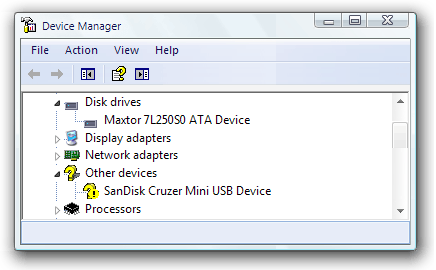 Device Manager
File Action View Help
Disk drives
Maxtor 7L250S0 ATA Device
Display adapters
Network adapters
Other devices
SanDisk Cruzer Mini USB Device
Processors